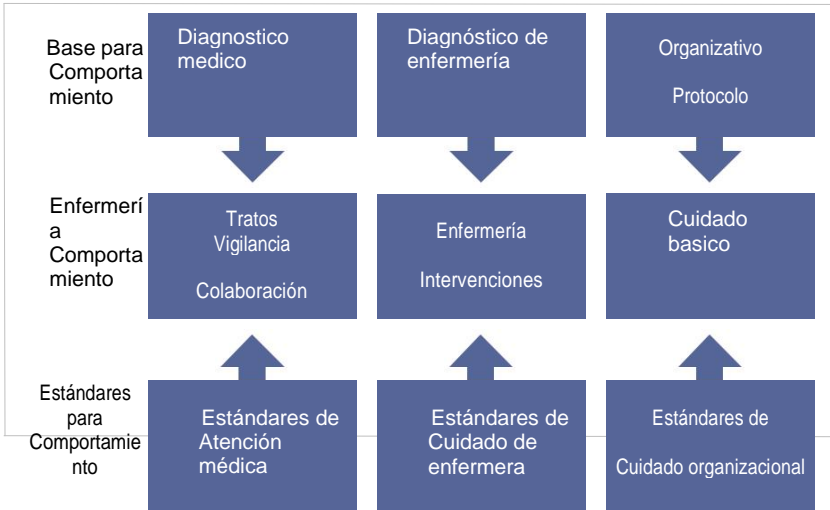 Base para
Comporta
miento
Diagnostico
medico
Diagnóstico de
enfermería
Organizativo
Protocolo
Enfermerí
a
Comporta
miento
Tratos
Vigilancia
Colaboración
Enfermería
Intervenciones
Cuidado
basico
Estándares
para
Comportamie
nto
Estándares de
Atención
médica
Estándares de
Cuidado de
enfermera
Estándares de
Cuidado organizacional